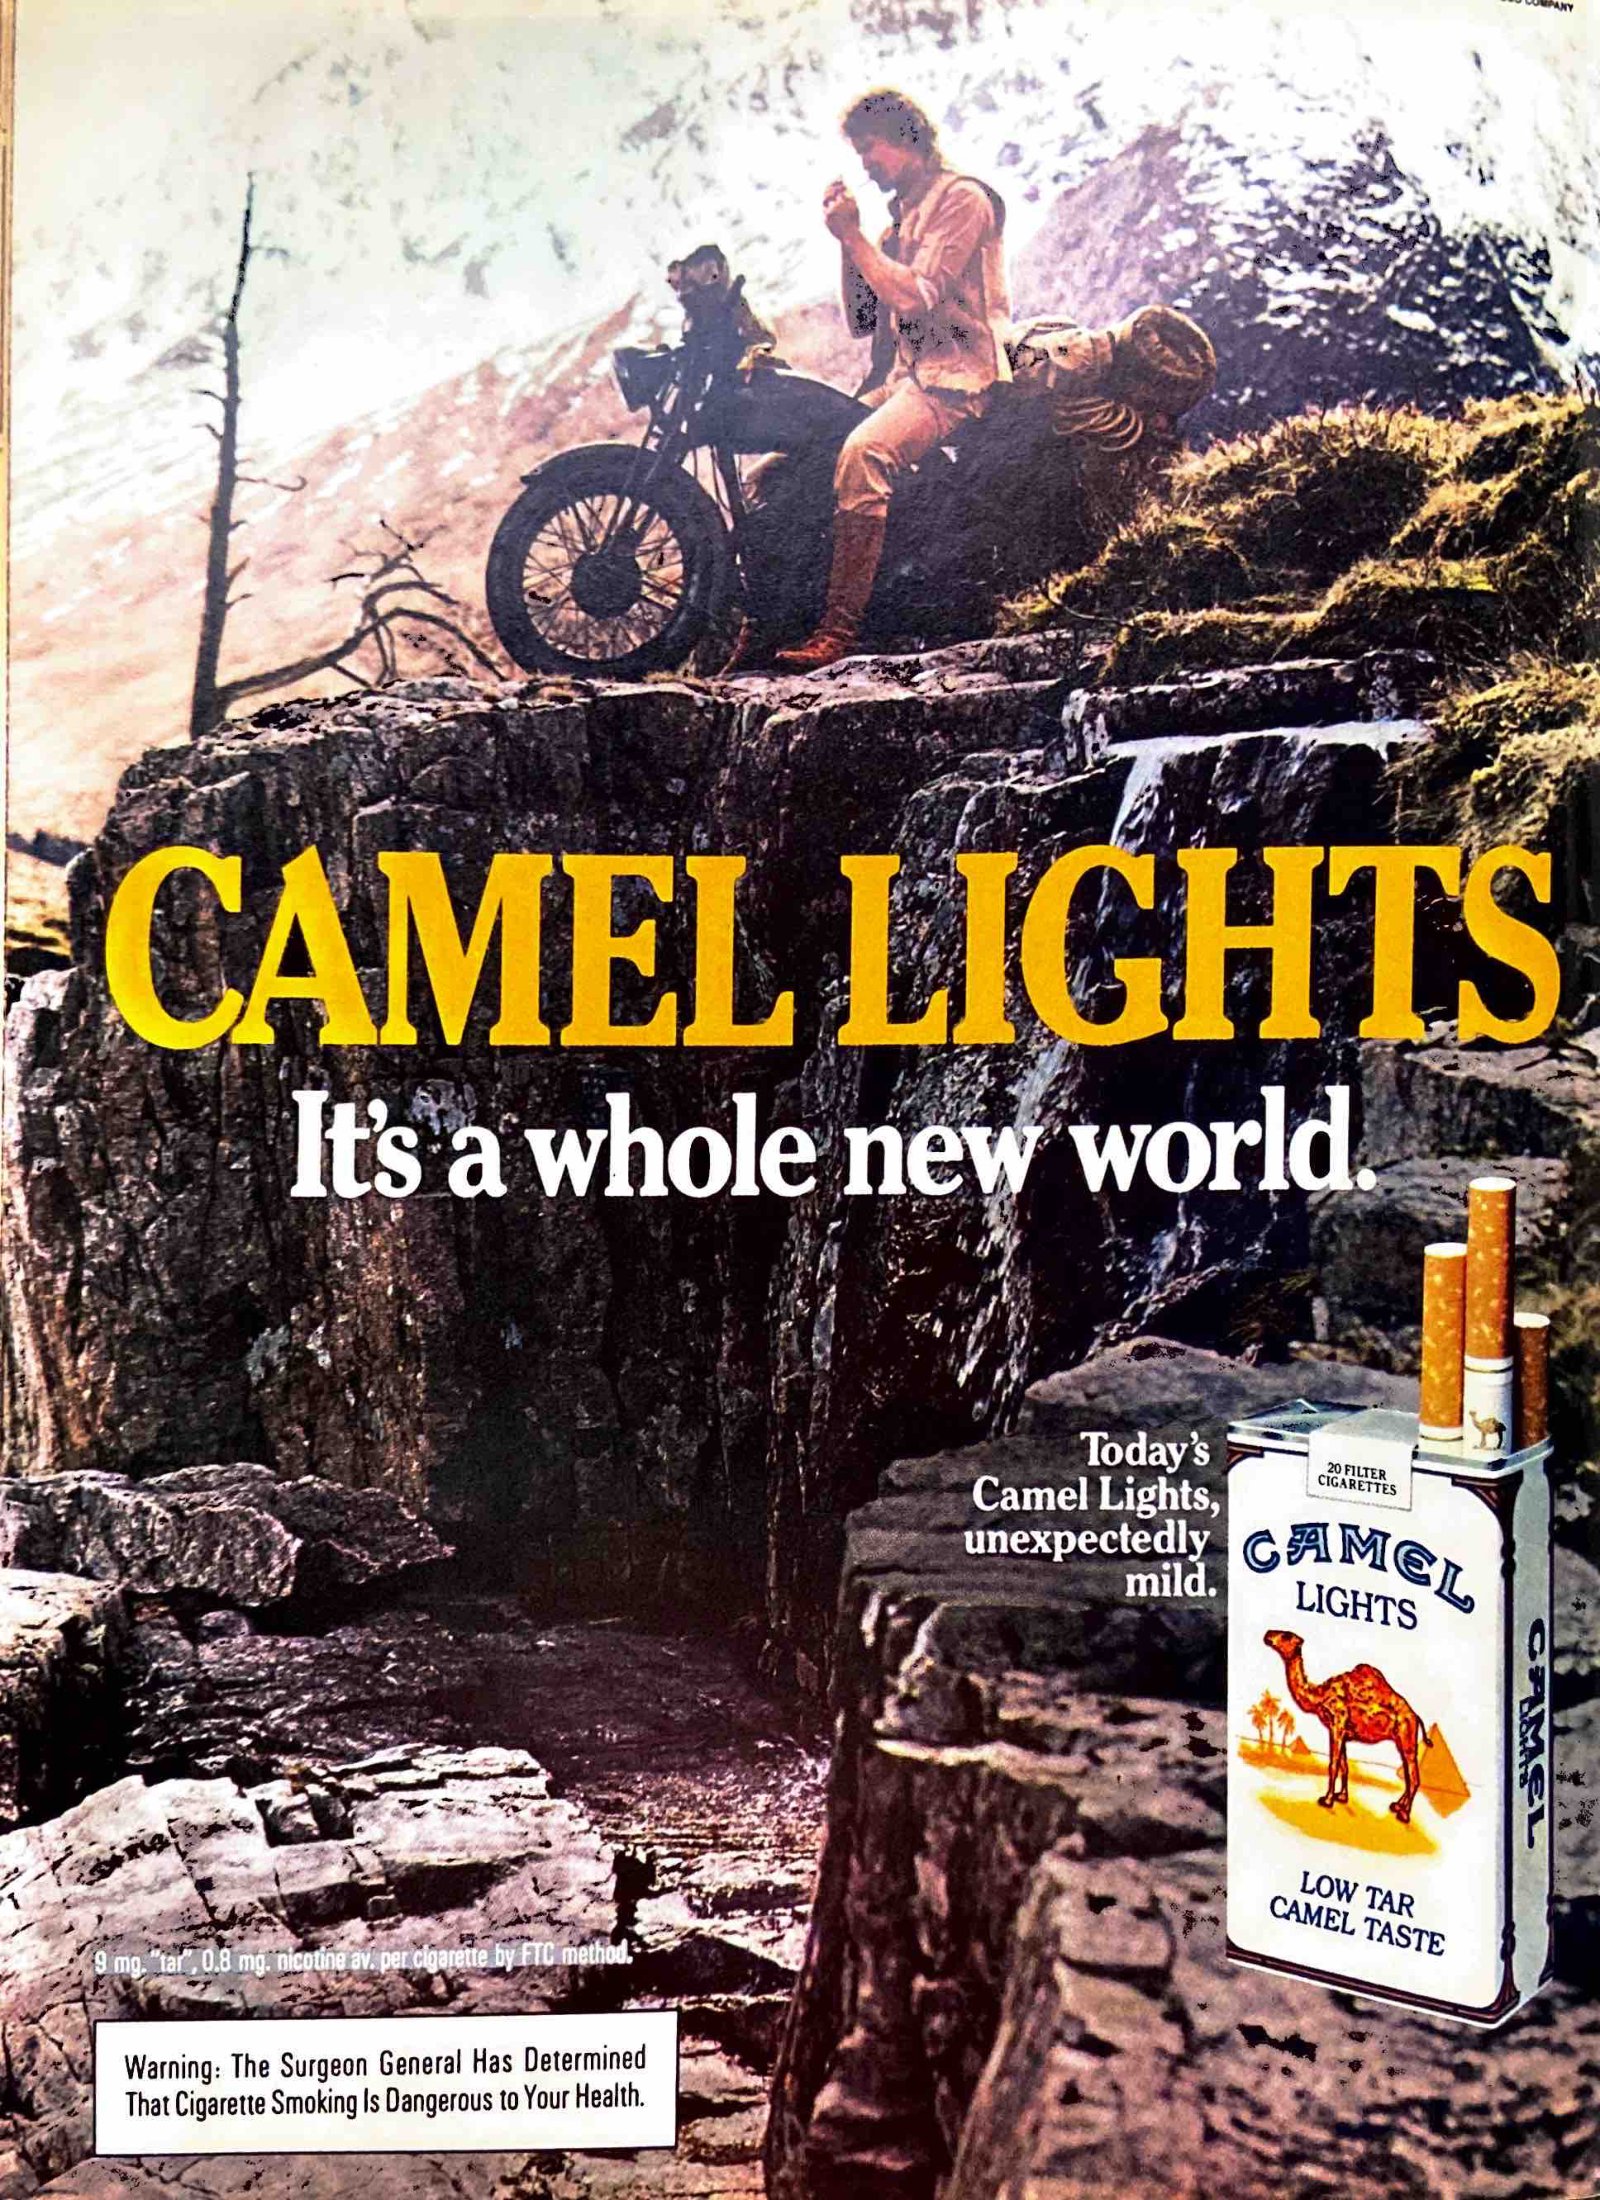 COMPANY
CAMEL LIGHTS
It's a whole new world.
Today's
Camel Lights,
unexpectedly
mild.
20 FILTER
CIGARETTES
CAMEL
LIGHTS
LOW TAR
CAMEL TASTE
CAMEL
LIGHTS
9 mg. "tar", 0.8 mg. nicotine av. per cigarette by FTC method.
Warning: The Surgeon General Has Determined
That Cigarette Smoking Is Dangerous to Your Health.